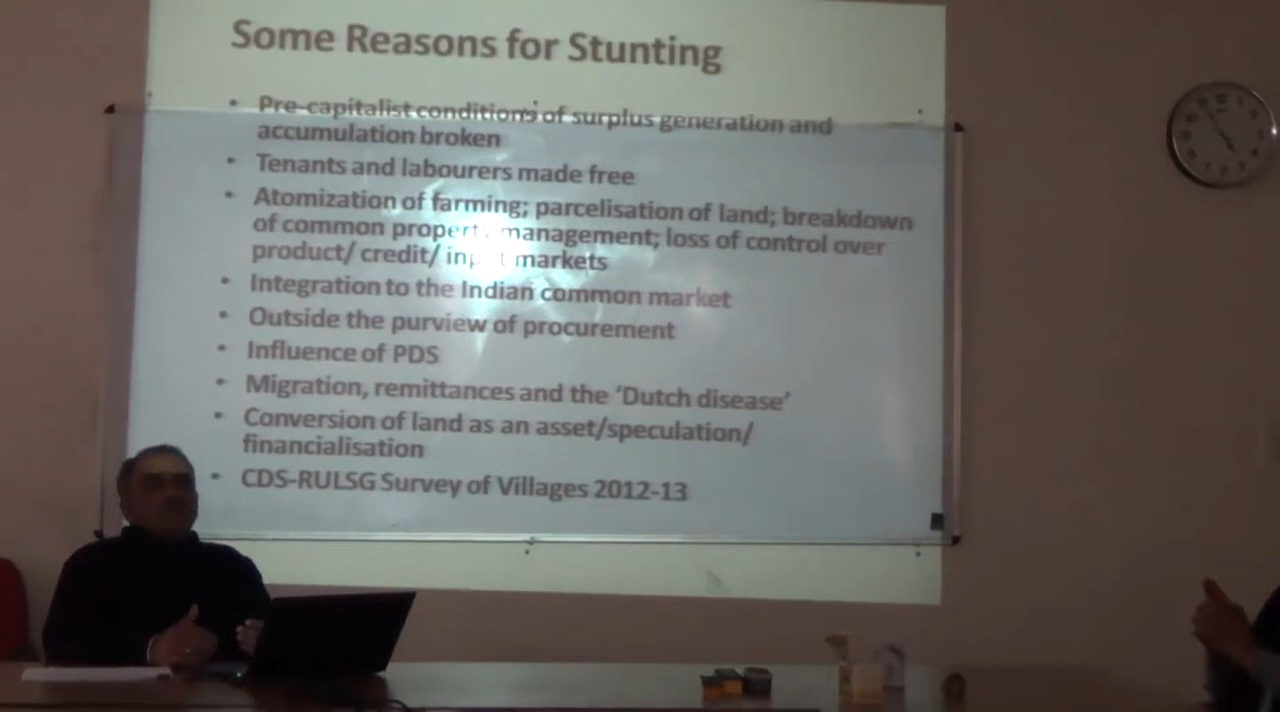 Some Reasons for Stunting
• Pre-capitalist conditions of surplus generation and
accumulation broken
• Tenants and labourers made free
• Atomization of farming; parcelisation of land; breakdown
of common property management; loss of control over
product/ credit/ input markets
• Integration to the Indian common market
• Outside the purview of procurement
• Influence of PDS
• Migration, remittances and the ‘Dutch disease’
• Conversion of land as an asset/speculation/
financialisation
• CDS-RULSG Survey of Villages 2012-13